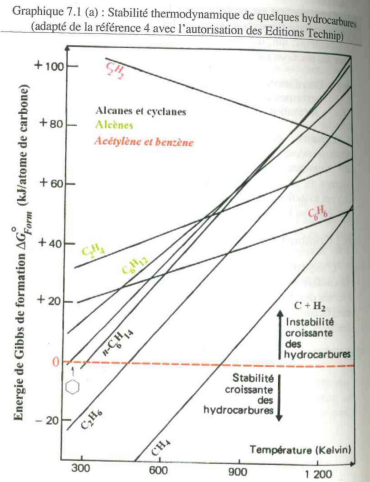 Graphique 7.1 (a) : Stabilité thermodynamique de quelques hydrocarbures
(adapté de la référence 4 avec l'autorisation des Editions Technip)
Energie de Gibbs de formation ΔG°Form (kJ/atome de carbone)
+ 100
+ 80
+ 60
+ 40
+ 20
0
- 20
C2H2
Alcanes et cyclanes
Alcènes
Acétylène et benzène
C2H4
C6H12
C6H6
n-C6H14
C2H6
CH4
C + H2
Instabilité
croissante
des
hydrocarbures
Stabilité
croissante
des
hydrocarbures
Température (Kelvin)
300
600
900
1 200